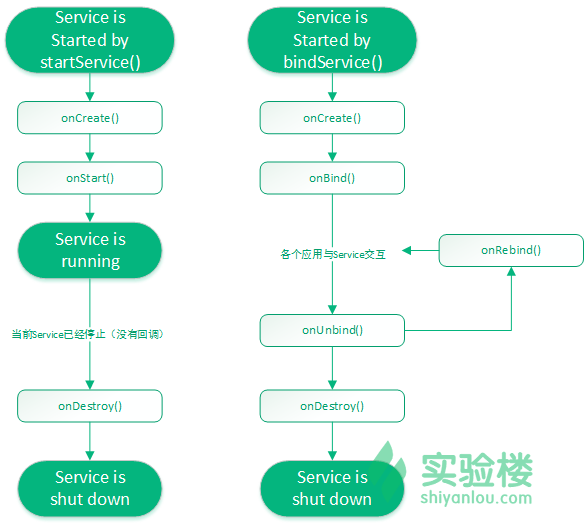 Service is
Started by
startService()
onCreate()
onStart()
Service is
running
当前Service已经停止（没有回调）
onDestroy()
Service is
shut down
Service is
Started by
bindService()
onCreate()
onBind()
各个应用与Service交互
onRebind()
onUnbind()
onDestroy()
Service is
shut down
实验楼
shiyanlou.com